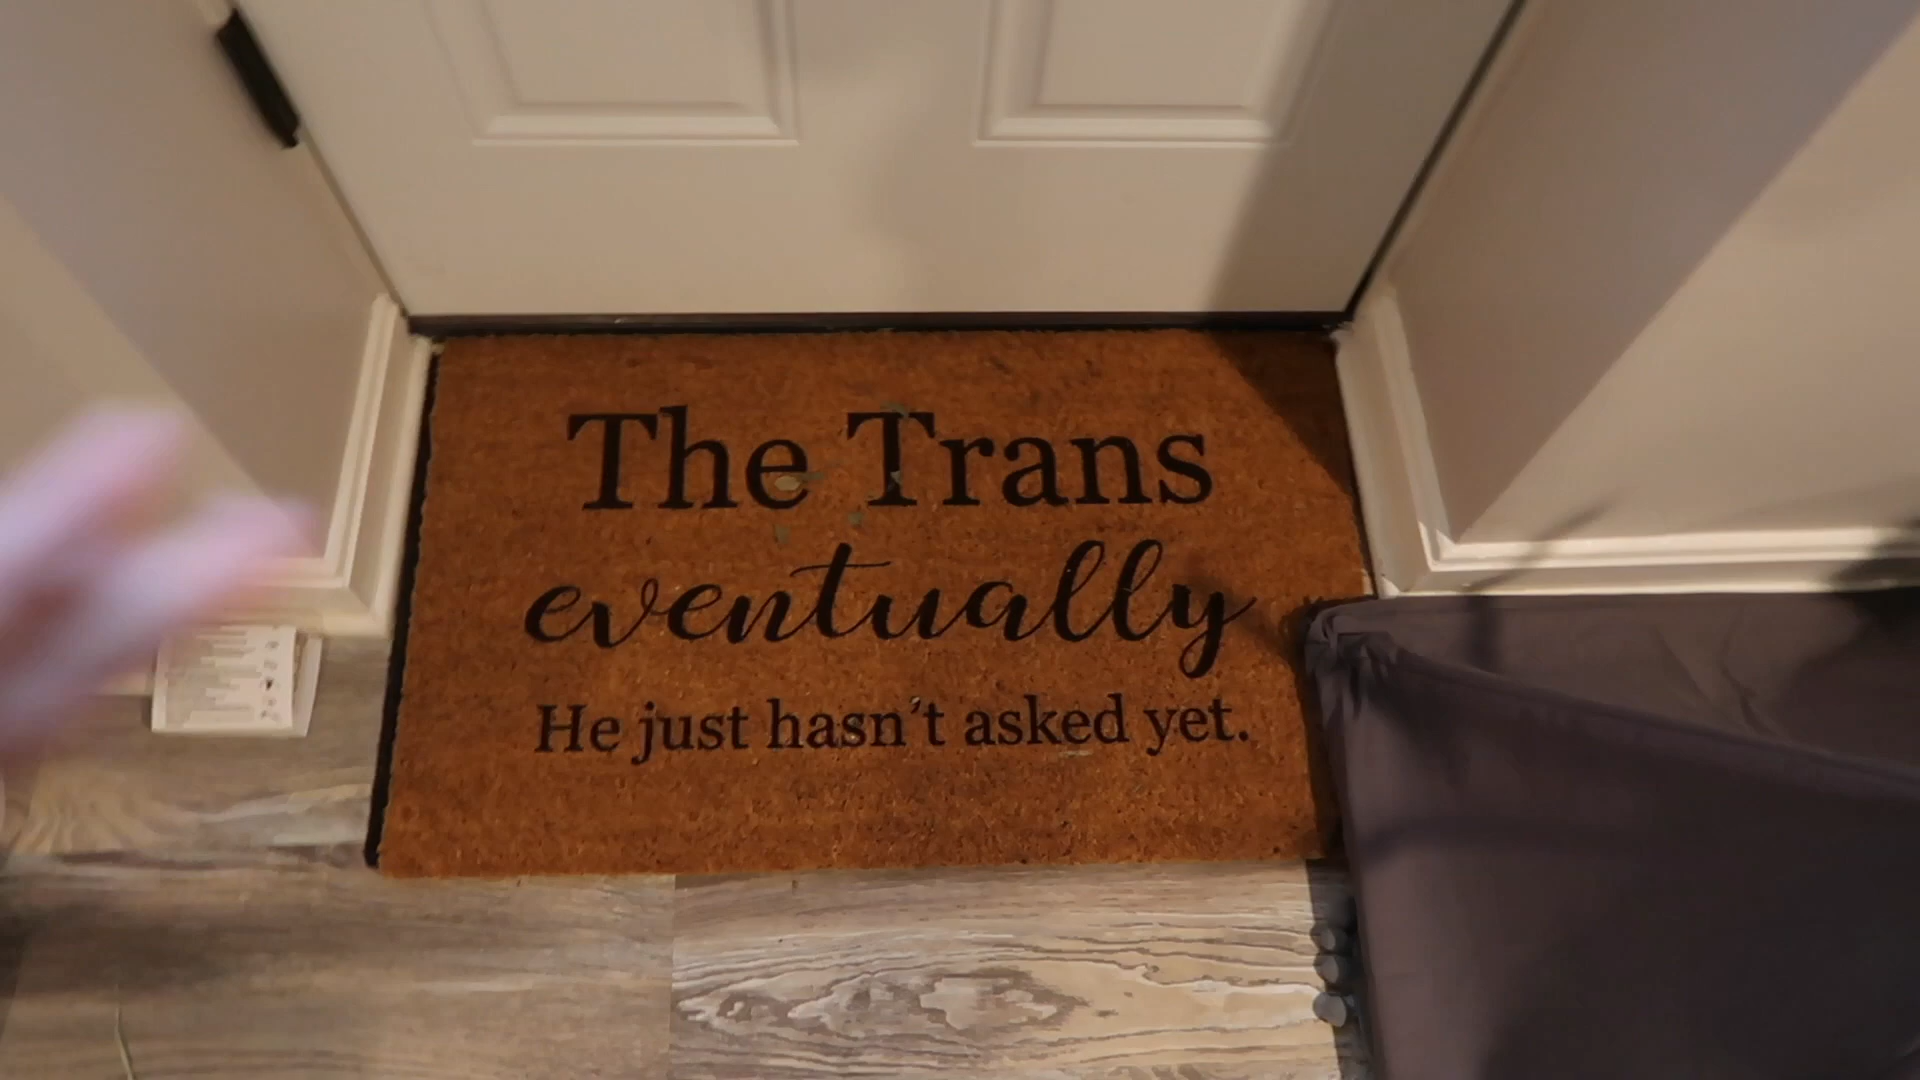 The Trans
eventually
He just hasn't asked yet.